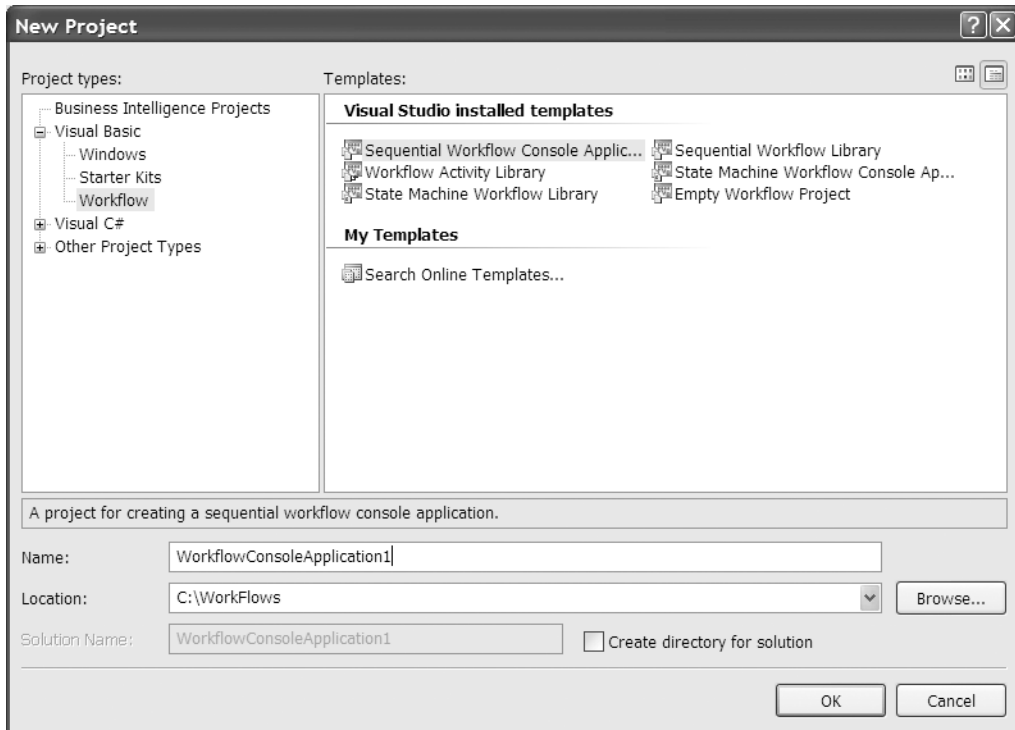 New Project
Project types:
Templates:
Business Intelligence Projects
Visual Basic
Windows
Starter Kits
Workflow
Visual C#
Other Project Types
Visual Studio installed templates
Sequential Workflow Console Applic... Sequential Workflow Library
Workflow Activity Library State Machine Workflow Console Ap...
State Machine Workflow Library Empty Workflow Project
My Templates
Search Online Templates...
A project for creating a sequential workflow console application.
Name: WorkflowConsoleApplication1
Location: C:\WorkFlows Browse...
Solution Name: WorkflowConsoleApplication1 Create directory for solution
OK Cancel